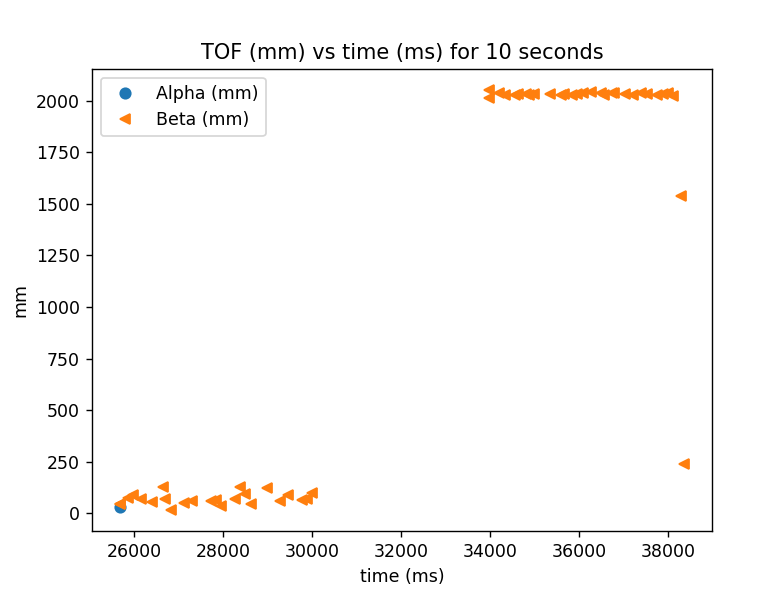 TOF (mm) vs time (ms) for 10 seconds
Alpha (mm)
Beta (mm)
2000
1750
1500
1250
1000
750
500
250
0
mm
26000 28000 30000 32000 34000 36000 38000
time (ms)